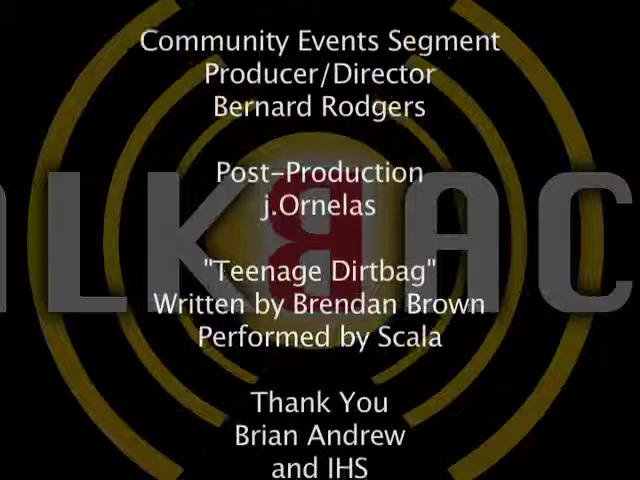 Community Events Segment
Producer/Director
Bernard Rodgers
Post-Production
j.Ornelas
"Teenage Dirtbag"
Written by Brendan Brown
Performed by Scala
Thank You
Brian Andrew
and IHS
ALKBAC